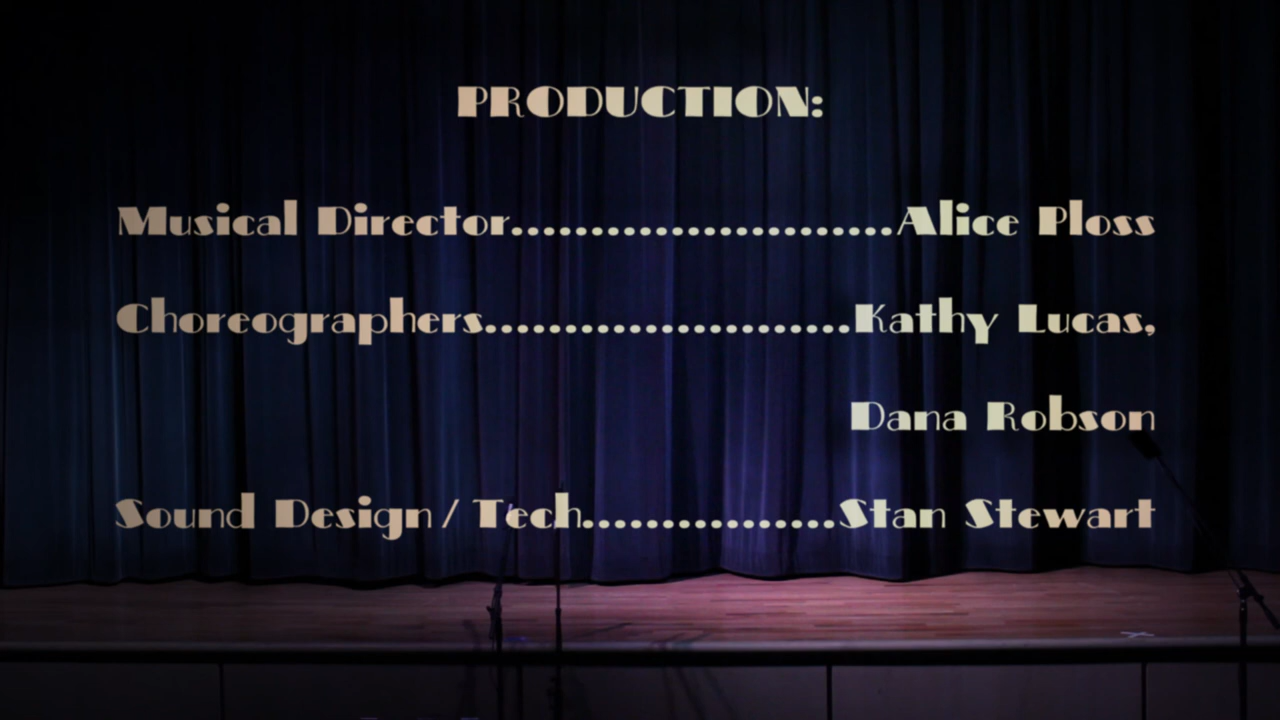 PRODUCTION:
Musical Director........................Alice Ploss
Choreographers.......................Kathy Lucas,
Dana Robson
Sound Design / Tech................Stan Stewart